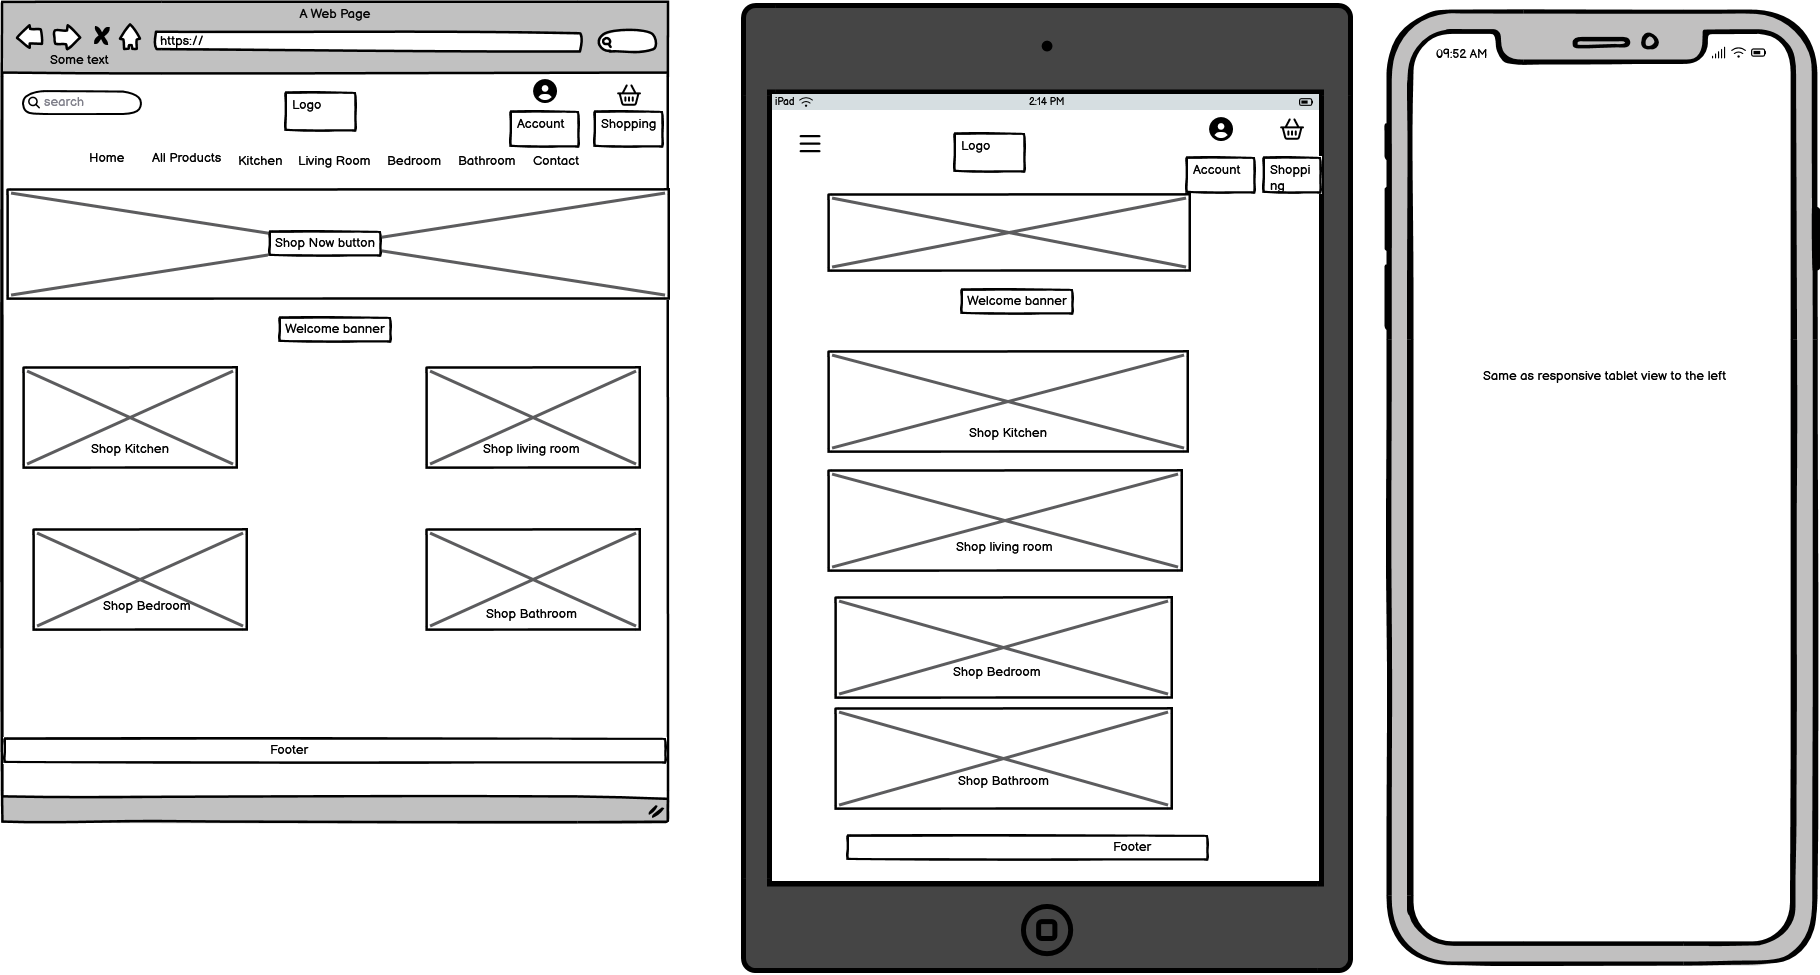 A Web Page
https://
Some text
search
Logo
Account
Shopping
Home All Products Kitchen Living Room Bedroom Bathroom Contact
Shop Now button
Welcome banner
Shop Kitchen
Shop living room
Shop Bedroom
Shop Bathroom
Footer
iPad
2:14 PM
Logo
Account
Shoppi
ng
Welcome banner
Shop Kitchen
Shop living room
Shop Bedroom
Shop Bathroom
Footer
09:52 AM
Same as responsive tablet view to the left